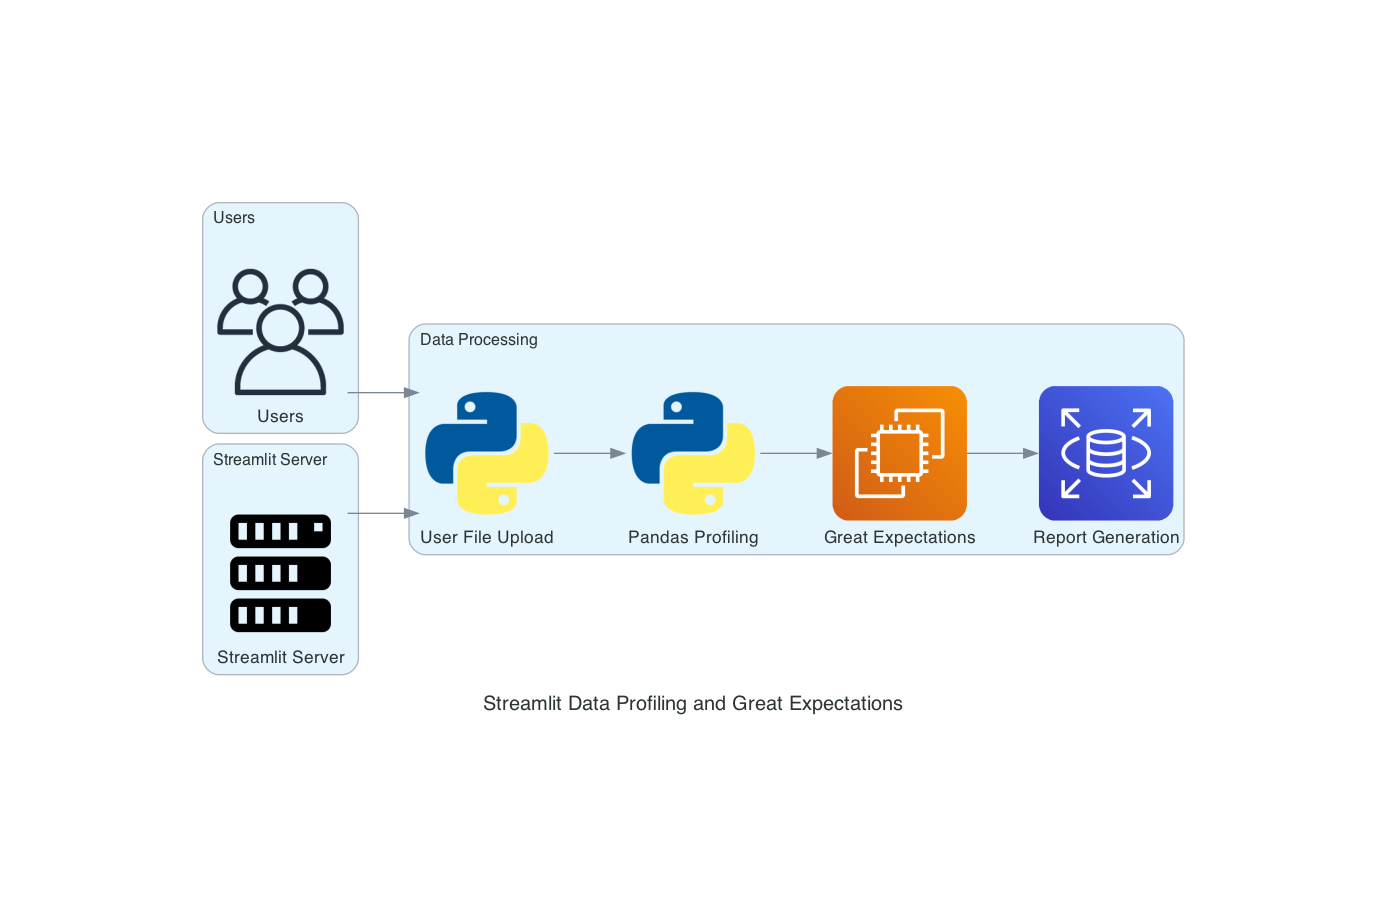 Users
Users
Streamlit Server
Streamlit Server
Data Processing
User File Upload
Pandas Profiling
Great Expectations
Report Generation
Streamlit Data Profiling and Great Expectations